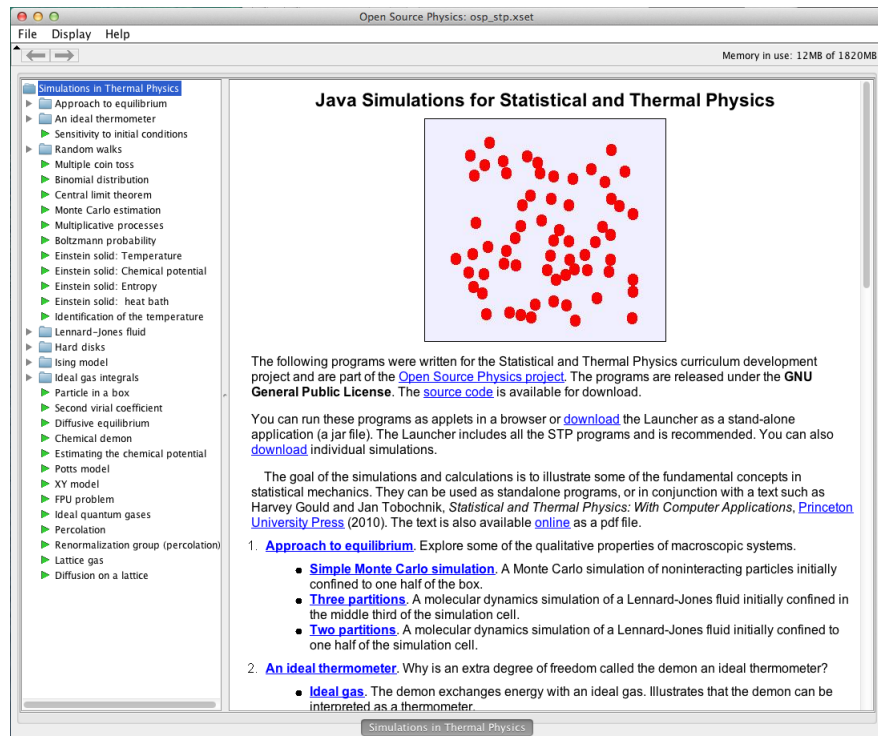 Open Source Physics: osp_stp.xset
File Display Help
Memory in use: 12MB of 1820MB
Simulations in Thermal Physics
Approach to equilibrium
An ideal thermometer
Sensitivity to initial conditions
Random walks
Multiple coin toss
Binomial distribution
Central limit theorem
Monte Carlo estimation
Multiplicative processes
Boltzmann probability
Einstein solid: Temperature
Einstein solid: Chemical potential
Einstein solid: Entropy
Einstein solid: heat bath
Identification of the temperature
Lennard-Jones fluid
Hard disks
Ising model
Ideal gas integrals
Particle in a box
Second virial coefficient
Diffusive equilibrium
Chemical demon
Estimating the chemical potential
Potts model
XY model
FPU problem
Ideal quantum gases
Percolation
Renormalization group (percolation)
Lattice gas
Diffusion on a lattice
Java Simulations for Statistical and Thermal Physics
The following programs were written for the Statistical and Thermal Physics curriculum development
project and are part of the Open Source Physics project. The programs are released under the GNU
General Public License. The source code is available for download.
You can run these programs as applets in a browser or download the Launcher as a stand-alone
application (a jar file). The Launcher includes all the STP programs and is recommended. You can also
download individual simulations.
The goal of the simulations and calculations is to illustrate some of the fundamental concepts in
statistical mechanics. They can be used as standalone programs, or in conjunction with a text such as
Harvey Gould and Jan Tobochnik, Statistical and Thermal Physics: With Computer Applications, Princeton
University Press (2010). The text is also available online as a pdf file.
1. Approach to equilibrium. Explore some of the qualitative properties of macroscopic systems.
• Simple Monte Carlo simulation. A Monte Carlo simulation of noninteracting particles initially
confined to one half of the box.
• Three partitions. A molecular dynamics simulation of a Lennard-Jones fluid initially confined in
the middle third of the simulation cell.
• Two partitions. A molecular dynamics simulation of a Lennard-Jones fluid initially confined to
one half of the simulation cell.
2. An ideal thermometer. Why is an extra degree of freedom called the demon an ideal thermometer?
• Ideal gas. The demon exchanges energy with an ideal gas. Illustrates that the demon can be
interpreted as a thermometer.
Simulations in Thermal Physics